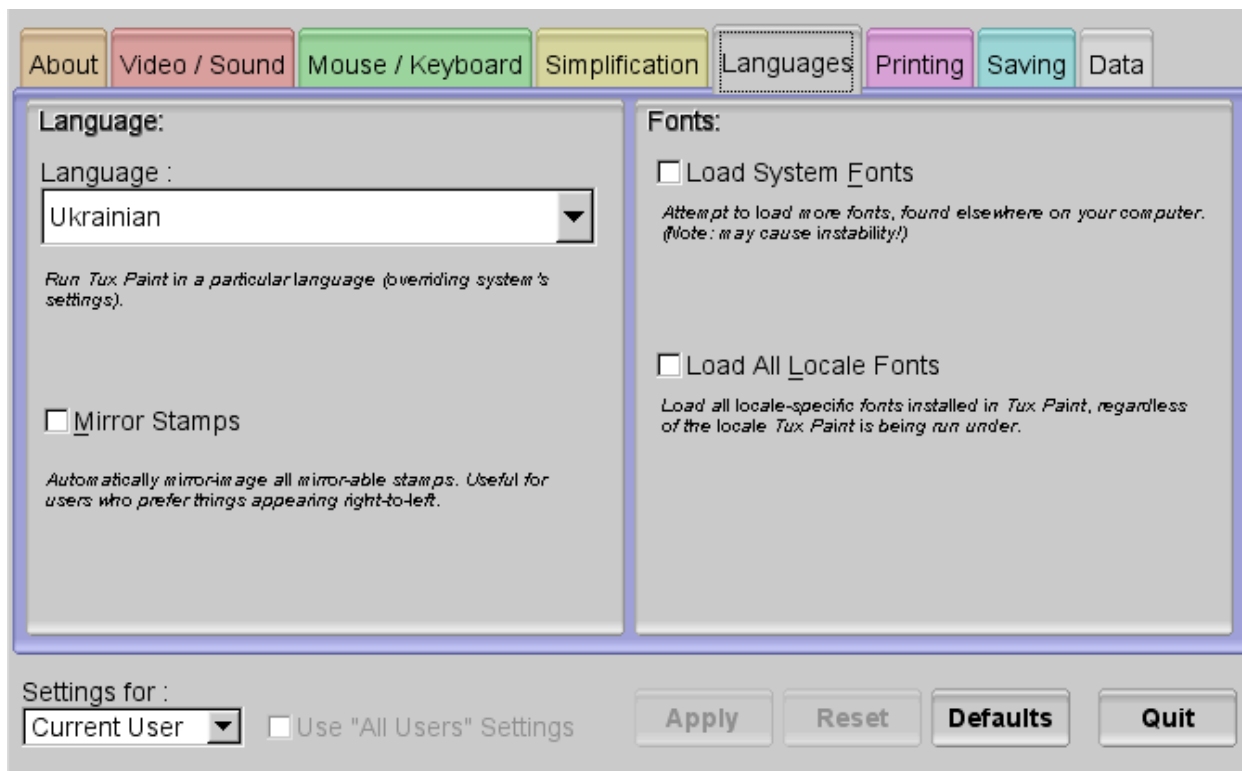 About Video / Sound Mouse / Keyboard Simplification Languages Printing Saving Data
Language:
Language :
Ukrainian
Run Tux Paint in a particular language (overriding system's
settings).
Mirror Stamps
Automatically mirror-image all mirror-able stamps. Useful for
users who prefer things appearing right-to-left.
Fonts:
Load System Fonts
Attempt to load more fonts, found elsewhere on your computer.
(Note: may cause instability!)
Load All Locale Fonts
Load all locale-specific fonts installed in Tux Paint, regardless
of the locale Tux Paint is being run under.
Settings for :
Current User
Use "All Users" Settings
Apply Reset Defaults Quit